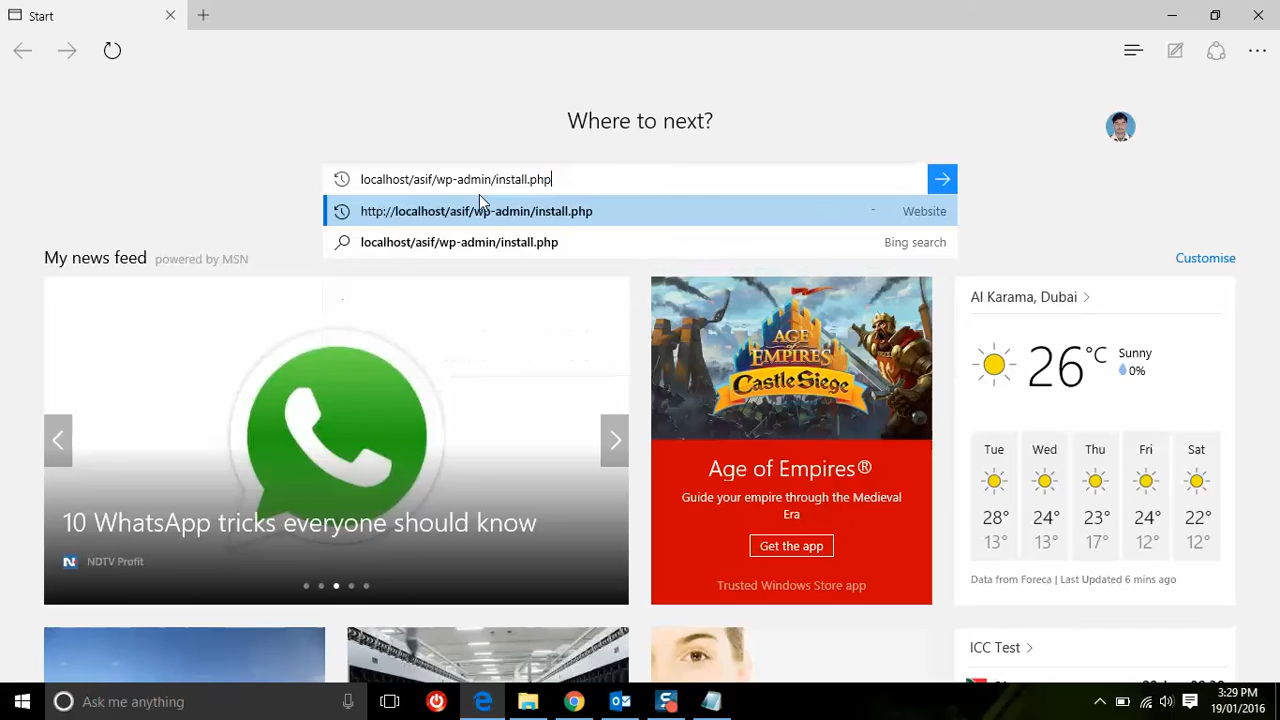 Start
Where to next?
localhost/asif/wp-admin/install.php
http://localhost/asif/wp-admin/install.php - Website
localhost/asif/wp-admin/install.php Bing search
My news feed powered by MSN
Customise
10 WhatsApp tricks everyone should know
NDTV Profit
AGE OF EMPIRES
Castle Siege
Age of Empires®
Guide your empire through the Medieval
Era
Get the app
Trusted Windows Store app
Al Karama, Dubai
26°C
Sunny
0%
Tue Wed Thu Fri Sat
28° 24° 23° 24° 22°
13° 13° 17° 12° 12°
Data from Foreca | Last Updated 6 mins ago
ICC Test
Ask me anything
3:29 PM
19/01/2016